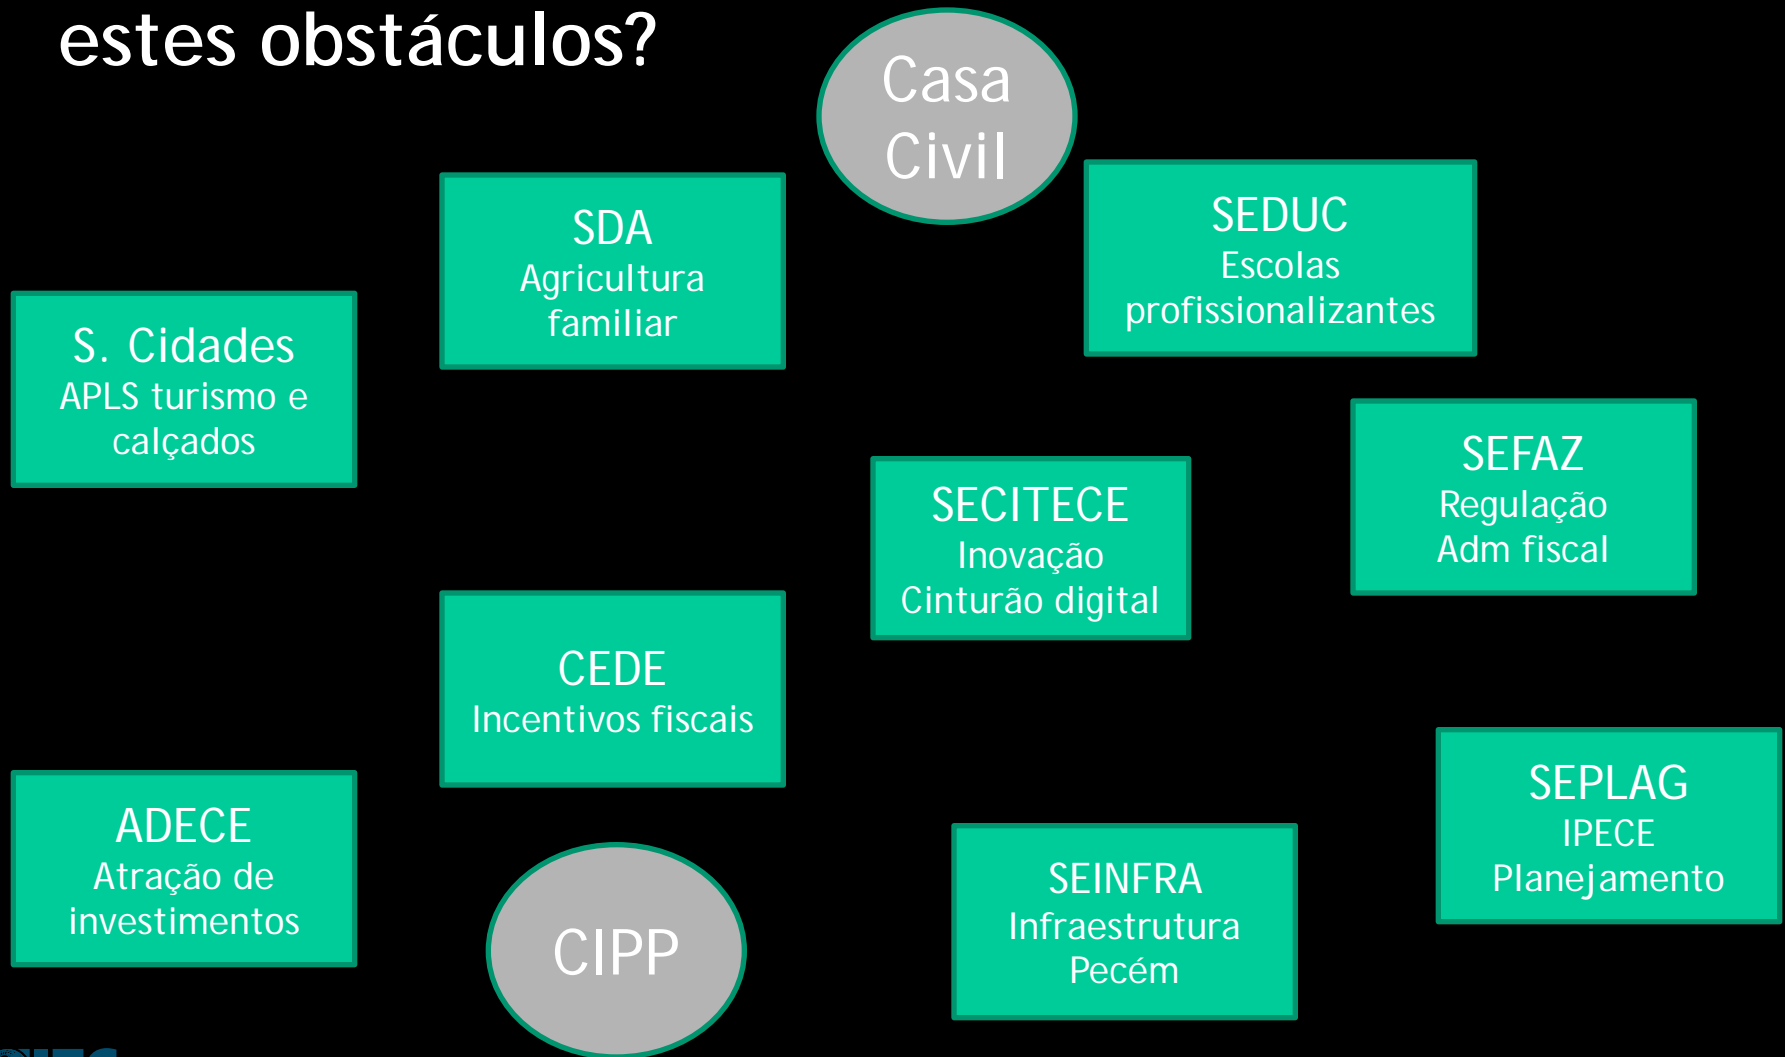 estes obstáculos?
Casa
Civil
SDA
Agricultura
familiar
SEDUC
Escolas
profissionalizantes
S. Cidades
APLS turismo e
calçados
SEFAZ
Regulação
Adm fiscal
SECITECE
Inovação
Cinturão digital
CEDE
Incentivos fiscais
SEPLAG
IPECE
Planejamento
ADECE
Atração de
investimentos
SEINFRA
Infraestrutura
Pecém
CIPP